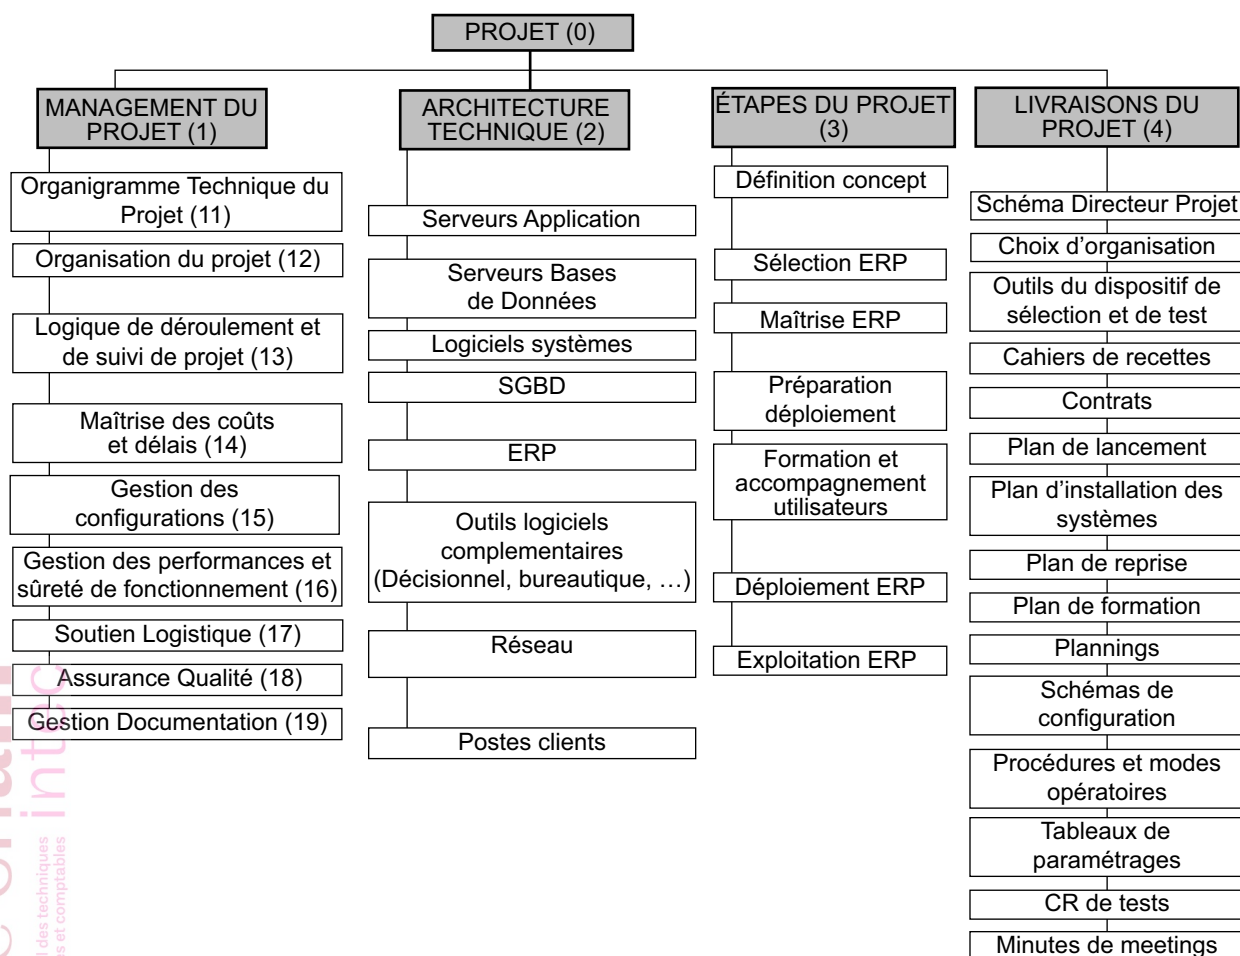 PROJET (0)
MANAGEMENT DU
PROJET (1)
Organigramme Technique du
Projet (11)
Organisation du projet (12)
Logique de déroulement et
de suivi de projet (13)
Maîtrise des coûts
et délais (14)
Gestion des
configurations (15)
Gestion des performances et
sûreté de fonctionnement (16)
Soutien Logistique (17)
Assurance Qualité (18)
Gestion Documentation (19)
ARCHITECTURE
TECHNIQUE (2)
Serveurs Application
Serveurs Bases
de Données
Logiciels systèmes
SGBD
ERP
Outils logiciels
complementaires
(Décisionnel, bureautique, …)
Réseau
Postes clients
ÉTAPES DU PROJET
(3)
Définition concept
Sélection ERP
Maîtrise ERP
Préparation
déploiement
Formation et
accompagnement
utilisateurs
Déploiement ERP
Exploitation ERP
LIVRAISONS DU
PROJET (4)
Schéma Directeur Projet
Choix d’organisation
Outils du dispositif de
sélection et de test
Cahiers de recettes
Contrats
Plan de lancement
Plan d’installation des
systèmes
Plan de reprise
Plan de formation
Plannings
Schémas de
configuration
Procédures et modes
opératoires
Tableaux de
paramétrages
CR de tests
Minutes de meetings
intec
des techniques
et comptables